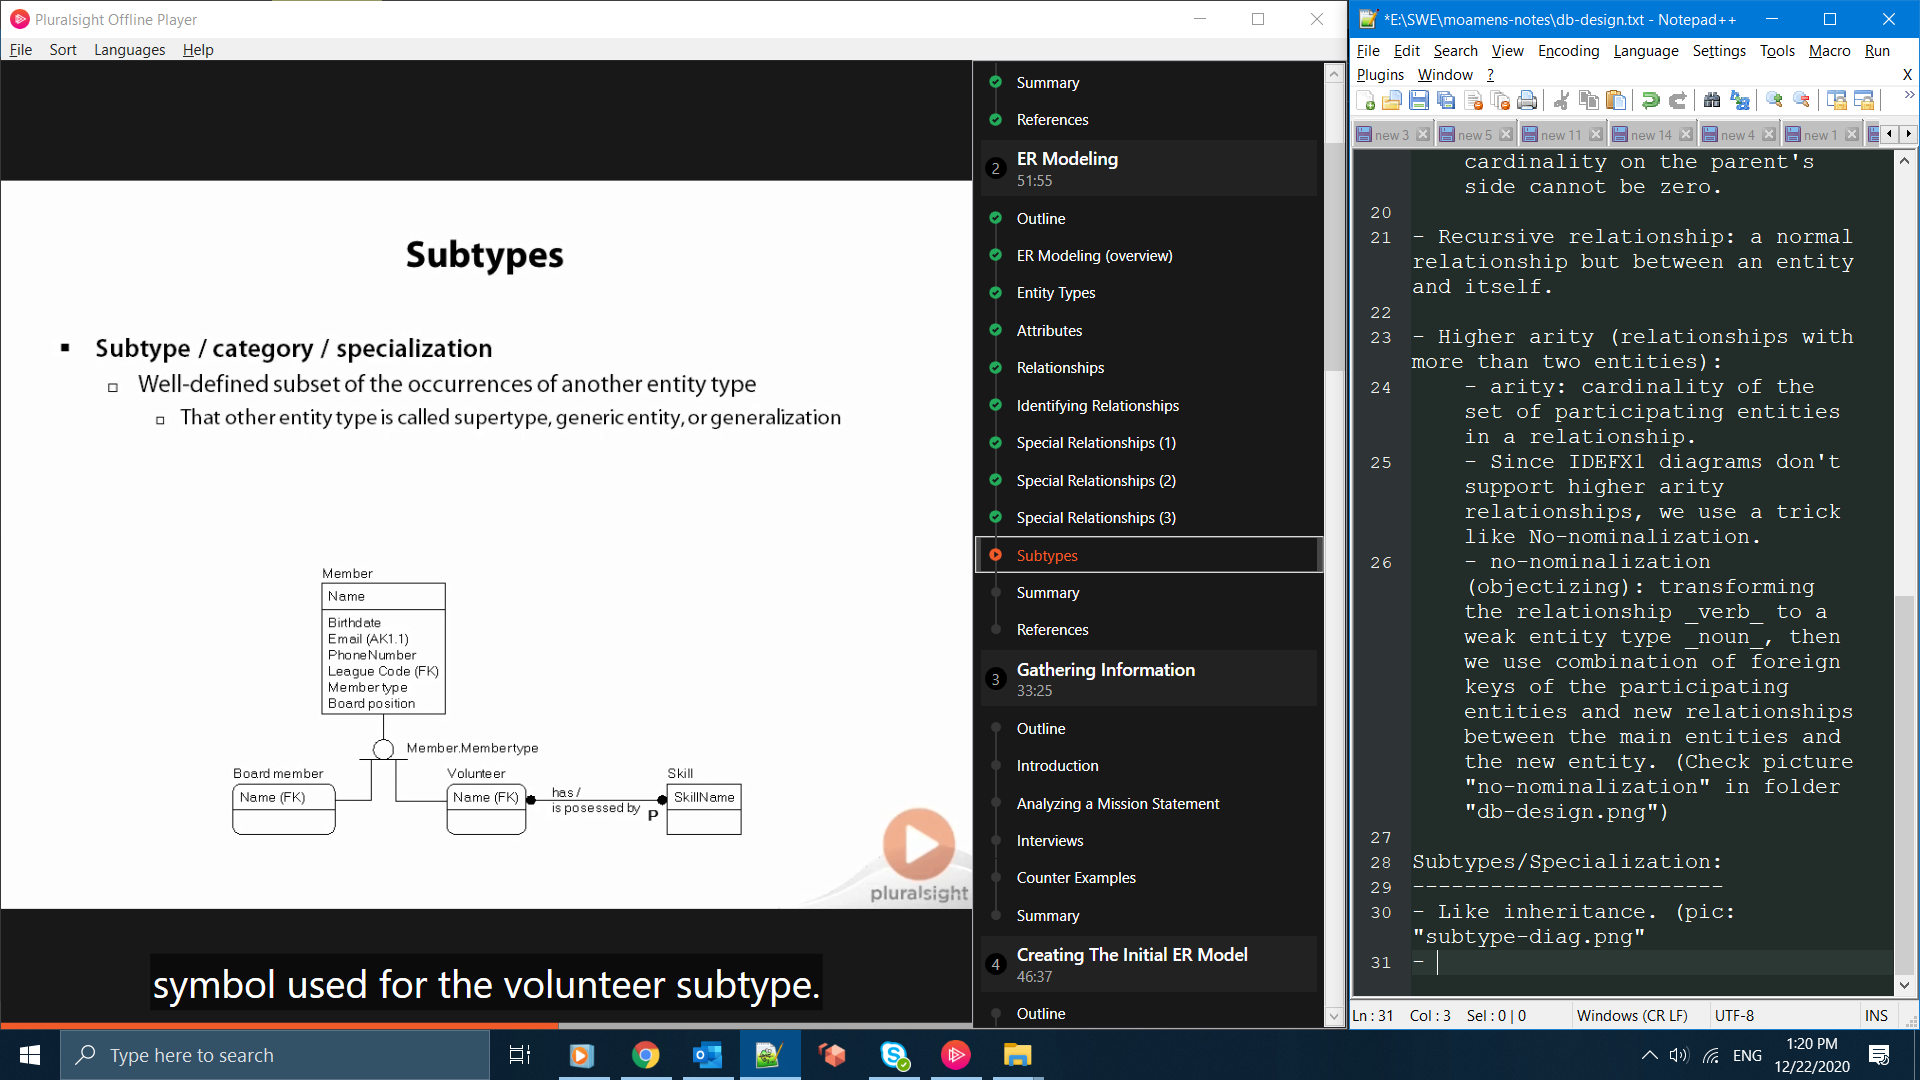 Pluralsight Offline Player
File Sort Languages Help
Subtypes
Subtype / category / specialization
Well-defined subset of the occurrences of another entity type
That other entity type is called supertype, generic entity, or generalization
Member
Name
Birthdate
Email (AK1.1)
PhoneNumber
League Code (FK)
Member type
Board position
Member.Membertype
Board member
Name (FK)
Volunteer
Name (FK)
has /
is posessed by
P
Skill
SkillName
pluralsight
symbol used for the volunteer subtype.
Summary
References
2
ER Modeling
51:55
Outline
ER Modeling (overview)
Entity Types
Attributes
Relationships
Identifying Relationships
Special Relationships (1)
Special Relationships (2)
Special Relationships (3)
Subtypes
Summary
References
3
Gathering Information
33:25
Outline
Introduction
Analyzing a Mission Statement
Interviews
Counter Examples
Summary
4
Creating The Initial ER Model
46:37
Outline
*E:\SWE\moamens-notes\db-design.txt - Notepad++
File Edit Search View Encoding Language Settings Tools Macro Run
Plugins Window ? X
new 3 new 5 new 11 new 14 new 4 new 1
cardinality on the parent's
side cannot be zero.
20
21 - Recursive relationship: a normal
relationship but between an entity
and itself.
22
23 - Higher arity (relationships with
more than two entities):
24 - arity: cardinality of the
set of participating entities
in a relationship.
25 - Since IDEFX1 diagrams don't
support higher arity
relationships, we use a trick
like No-nominalization.
26 - no-nominalization
(objectizing): transforming
the relationship _verb_ to a
weak entity type _noun_, then
we use combination of foreign
keys of the participating
entities and new relationships
between the main entities and
the new entity. (Check picture
"no-nominalization" in folder
"db-design.png")
27
28 Subtypes/Specialization:
29 ------------------------
30 - Like inheritance. (pic:
"subtype-diag.png"
31 -
Ln : 31 Col : 3 Sel : 0 | 0 Windows (CR LF) UTF-8 INS
Type here to search
ENG
1:20 PM
12/22/2020